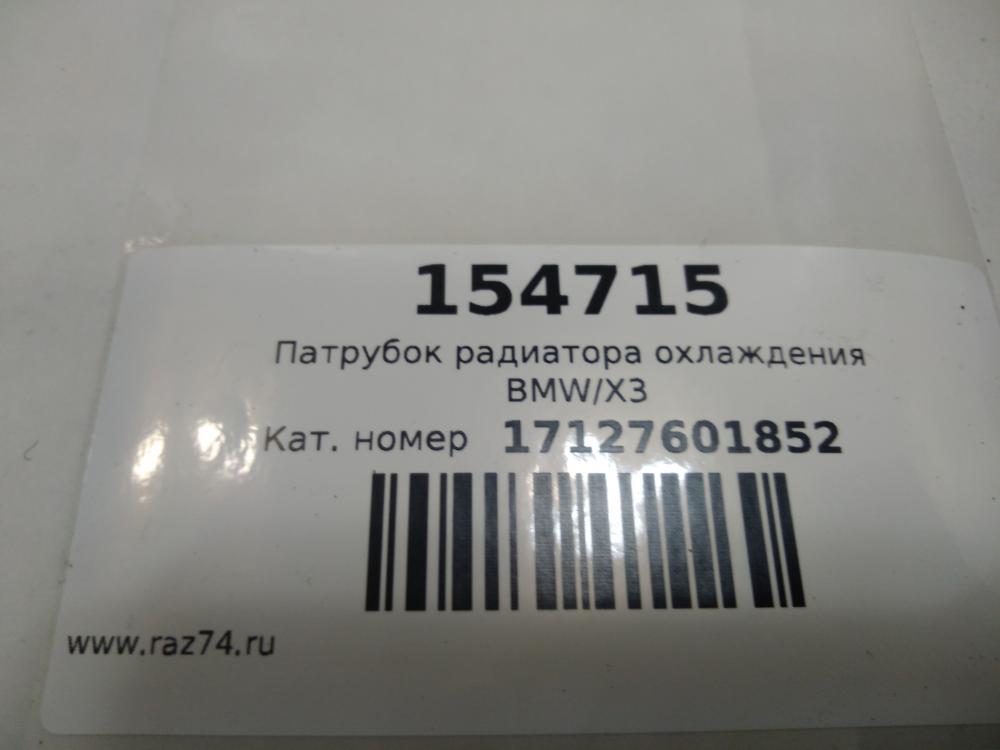 154715
Патрубок радиатора охлаждения
BMW/X3
Кат. номер 17127601852
www.raz74.ru